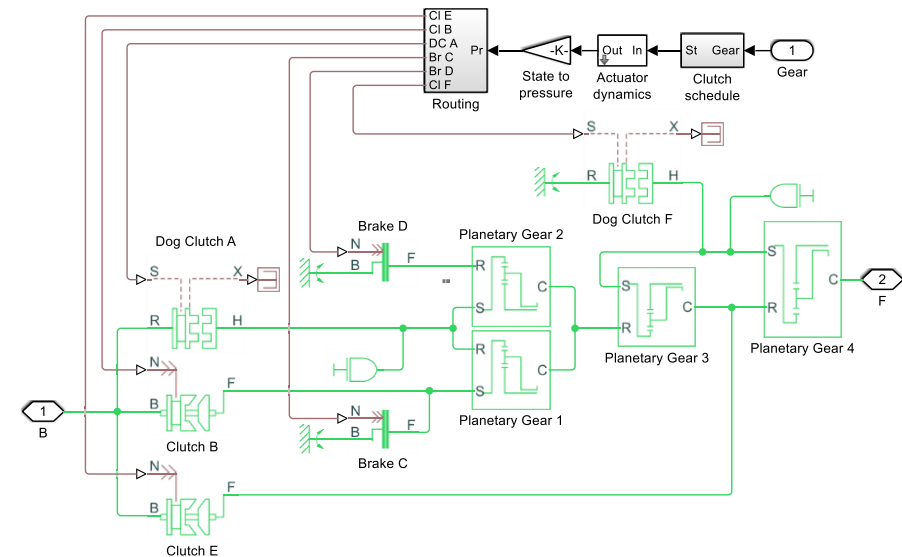 Cl E
Cl B
DC A
Br C
Br D
Cl F
Pr
Routing
-K-
State to
pressure
Out In
Actuator
dynamics
St Gear
Clutch
schedule
1
Gear
S X
R H
Dog Clutch F
Dog Clutch A
S X
R H
Brake D
N
B F
Planetary Gear 2
R
S
C
R
S
C
Planetary Gear 1
S
R
C
Planetary Gear 3
S
R
C
Planetary Gear 4
2
F
N
B F
Clutch B
1
B
N
B F
Brake C
N
B F
Clutch E